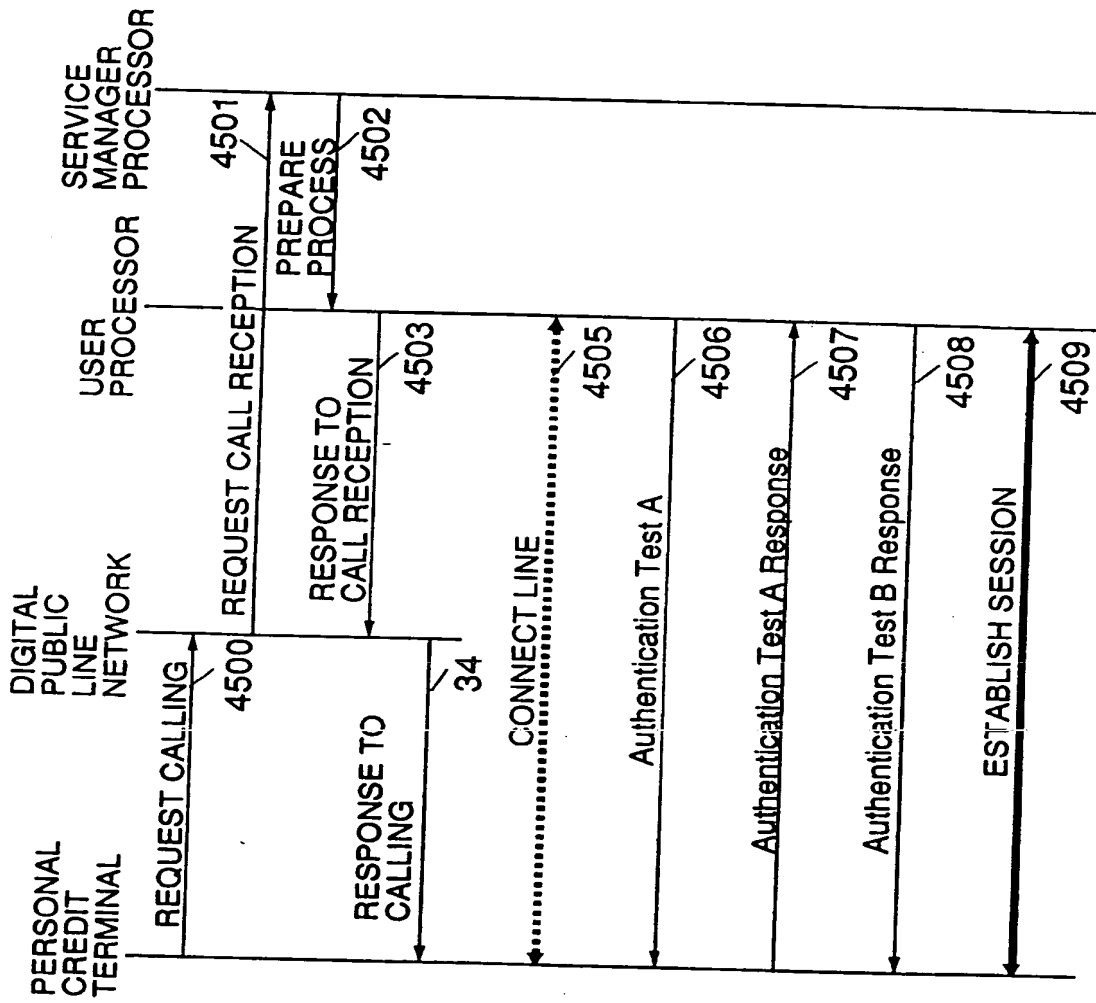 PERSONAL
CREDIT
TERMINAL
DIGITAL
PUBLIC
LINE
NETWORK
USER
PROCESSOR
SERVICE
MANAGER
PROCESSOR
REQUEST CALLING
4500
REQUEST CALL RECEPTION
4501
PREPARE
PROCESS
4502
RESPONSE TO
CALL RECEPTION
4503
RESPONSE TO
CALLING
34
CONNECT LINE
4505
Authentication Test A
4506
Authentication Test A Response
4507
Authentication Test B Response
4508
ESTABLISH SESSION
4509